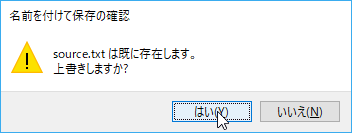 名前を付けて保存の確認
source.txt は既に存在します。
上書きしますか?
はい(Y)
いいえ(N)